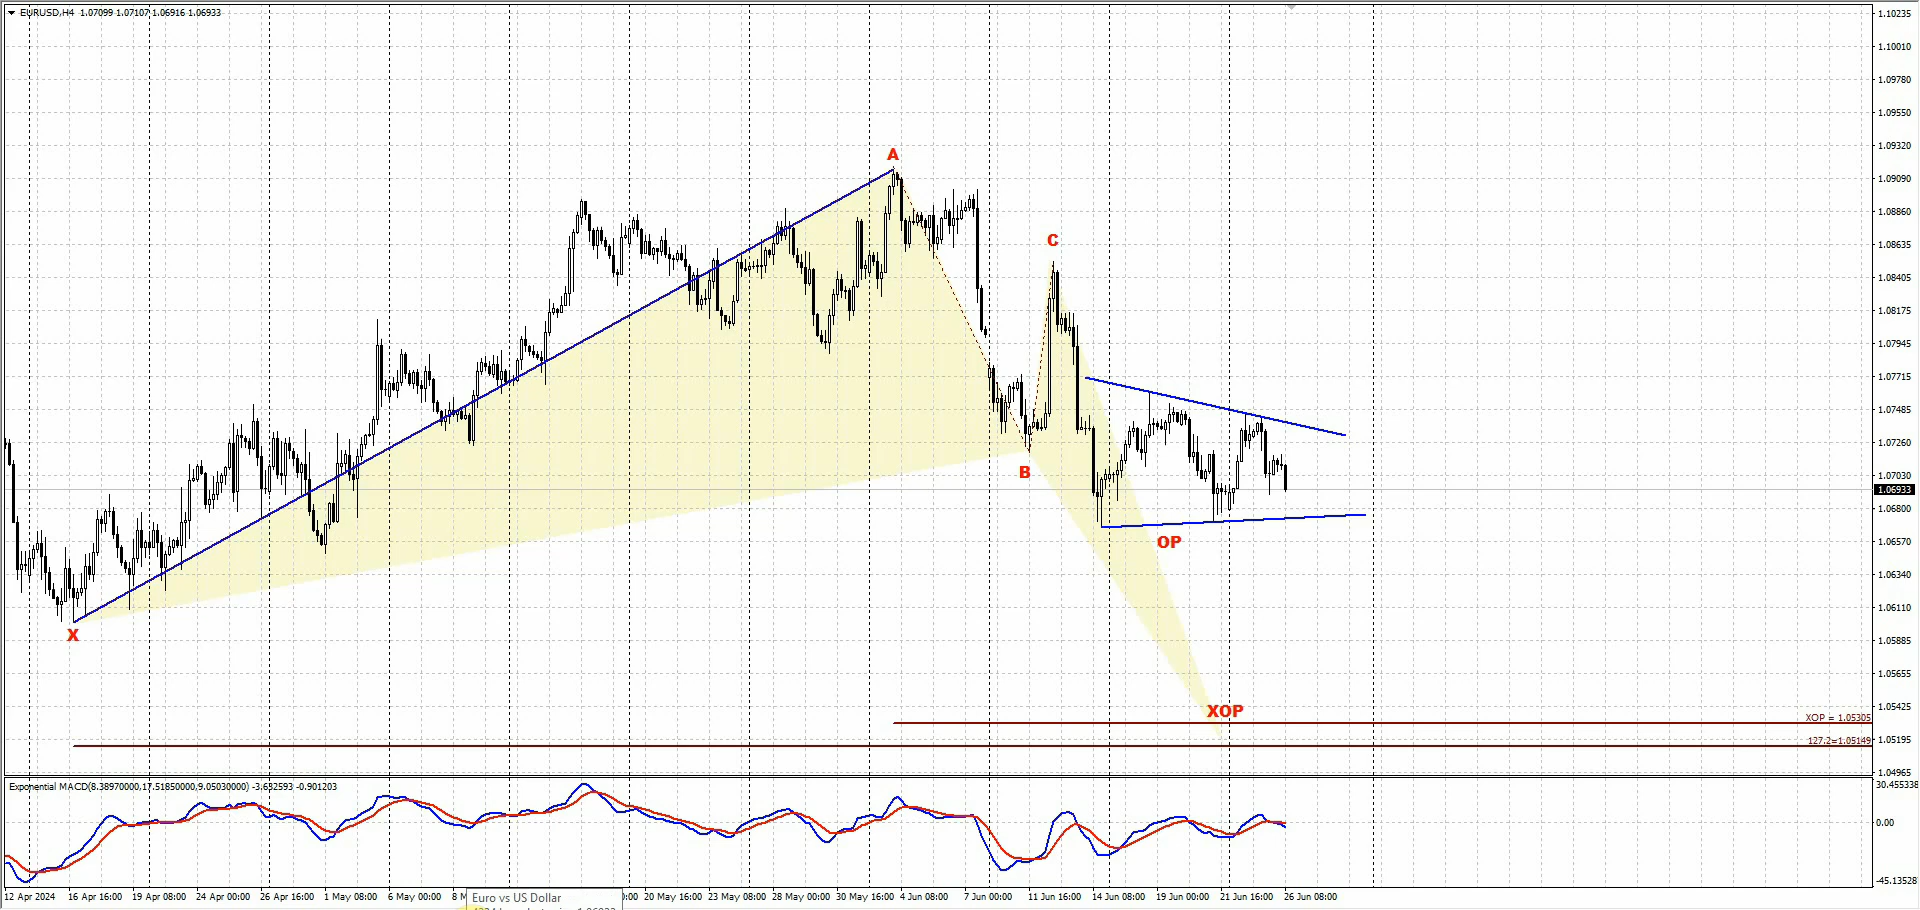 EURUSD,H4 1.07099 1.07107 1.06916 1.06933
1.10235
1.10010
1.09780
1.09550
1.09320
A
1.09090
1.08860
C
1.08635
1.08405
1.08175
1.07945
1.07715
1.07485
1.07260
B
1.07030
1.06933
1.06800
OP
1.06570
1.06340
1.06110
X
1.05885
1.05655
1.05425
XOP
XOP = 1.05305
127.2=1.05149
1.05195
1.04965
Exponential MACD(8.38970000,17.51850000,9.05030000) -3.632593 -0.901203
30.455338
0.00
-45.13528
12 Apr 2024 16 Apr 16:00 19 Apr 08:00 24 Apr 00:00 26 Apr 16:00 1 May 08:00 6 May 00:00 8 M :00 20 May 16:00 23 May 08:00 28 May 00:00 30 May 16:00 4 Jun 08:00 7 Jun 00:00 11 Jun 16:00 14 Jun 08:00 19 Jun 00:00 21 Jun 16:00 26 Jun 08:00
Euro vs US Dollar